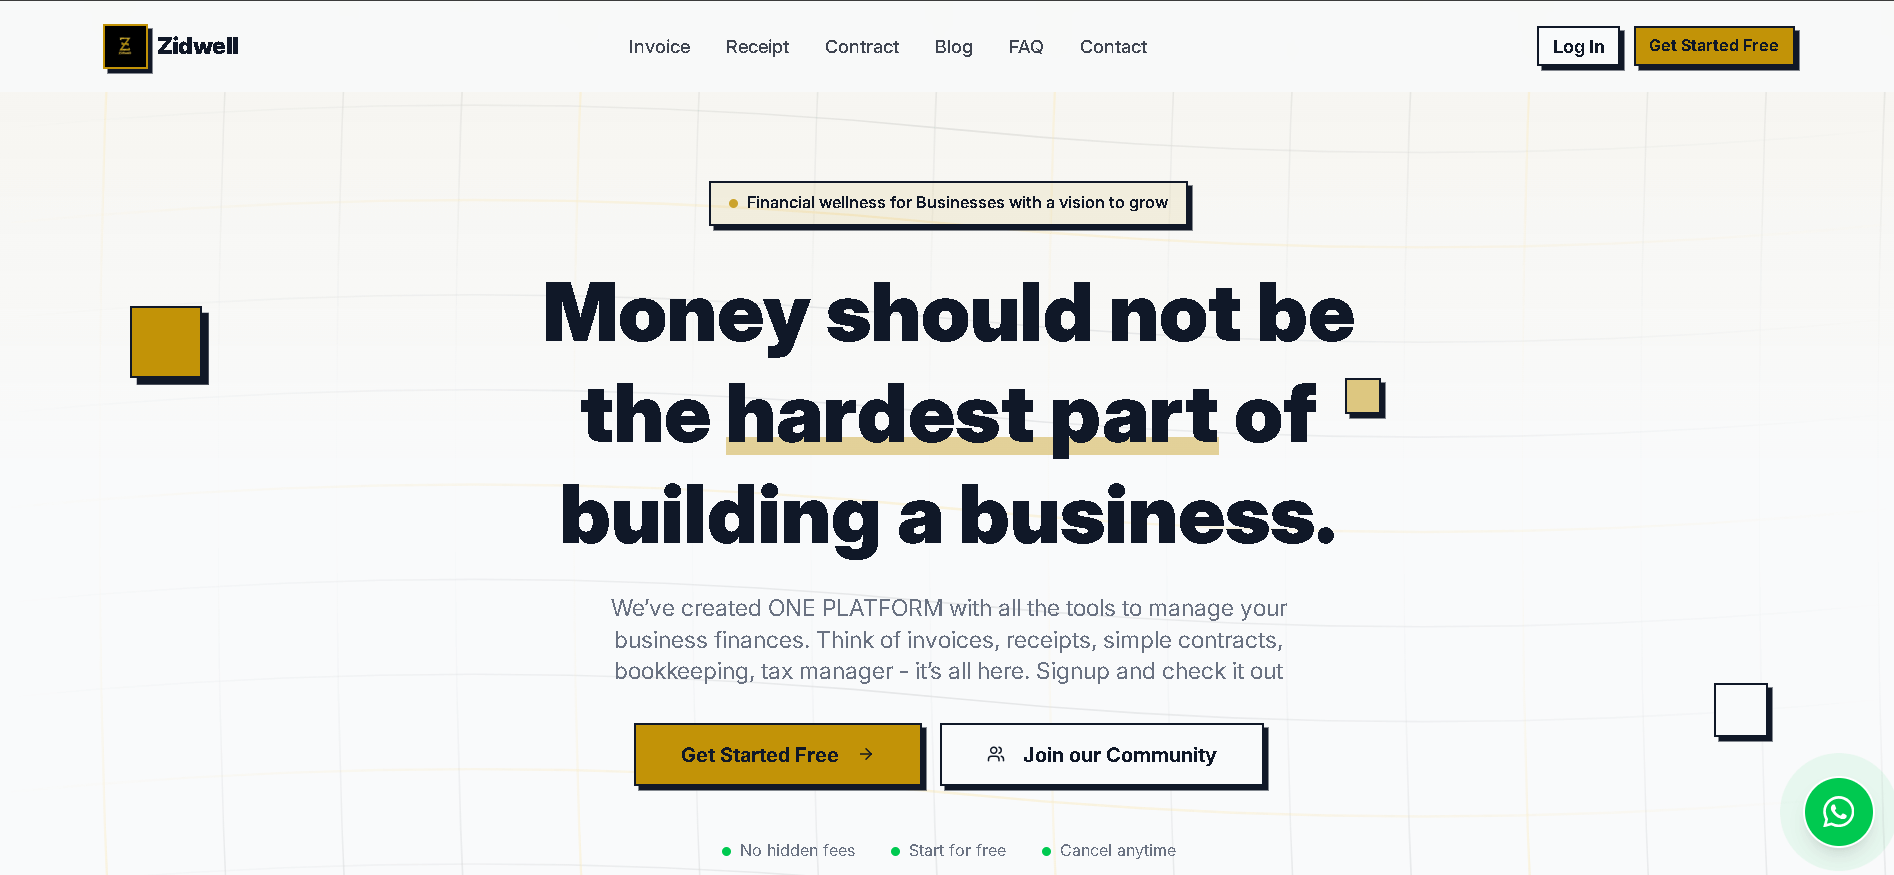 Zidwell
Invoice
Receipt
Contract
Blog
FAQ
Contact
Log In
Get Started Free
Financial wellness for Businesses with a vision to grow
Money should not be
the hardest part of
building a business.
We’ve created ONE PLATFORM with all the tools to manage your
business finances. Think of invoices, receipts, simple contracts,
bookkeeping, tax manager - it’s all here. Signup and check it out
Get Started Free
Join our Community
No hidden fees
Start for free
Cancel anytime